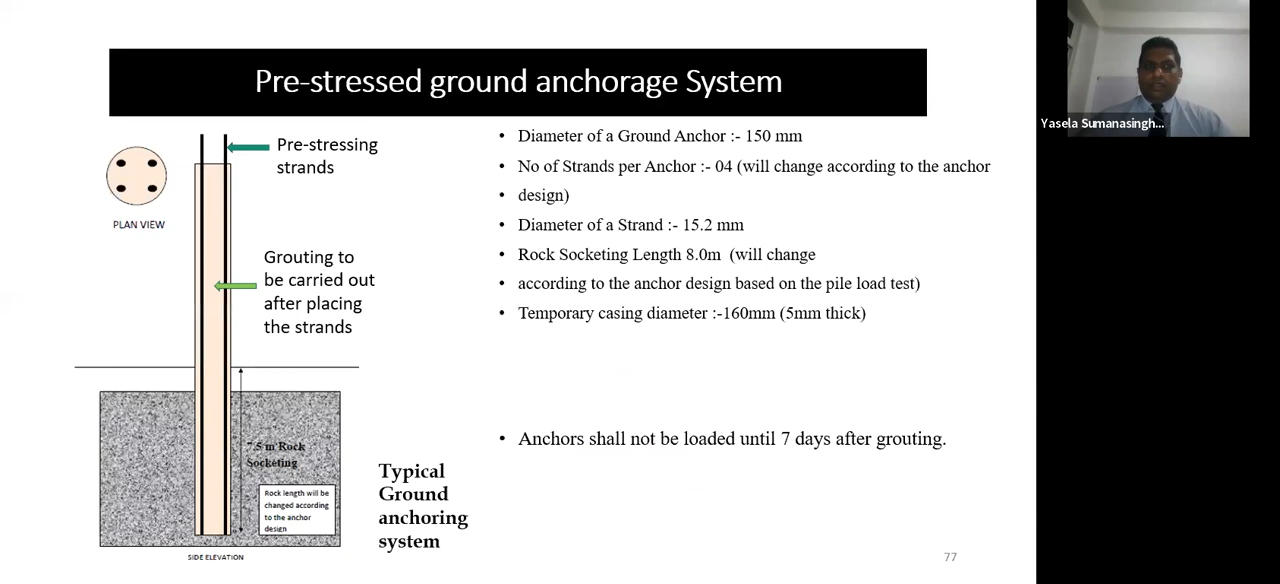 Pre-stressed ground anchorage System
Yasela Sumanasingh...
Pre-stressing
strands
PLAN VIEW
Grouting to
be carried out
after placing
the strands
7.5 m Rock
Socketing
Rock length will be
changed according
to the anchor
design
SIDE ELEVATION
Typical
Ground
anchoring
system
• Diameter of a Ground Anchor :- 150 mm
• No of Strands per Anchor :- 04 (will change according to the anchor
• design)
• Diameter of a Strand :- 15.2 mm
• Rock Socketing Length 8.0m (will change
• according to the anchor design based on the pile load test)
• Temporary casing diameter :-160mm (5mm thick)
• Anchors shall not be loaded until 7 days after grouting.
77